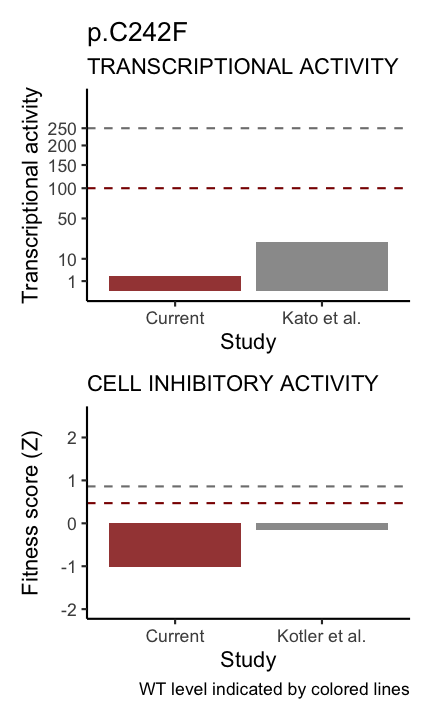 p.C242F
TRANSCRIPTIONAL ACTIVITY
Transcriptional activity
250
200
150
100
50
10
1
Current
Kato et al.
Study
CELL INHIBITORY ACTIVITY
Fitness score (Z)
2
1
0
-1
-2
Current
Kotler et al.
Study
WT level indicated by colored lines